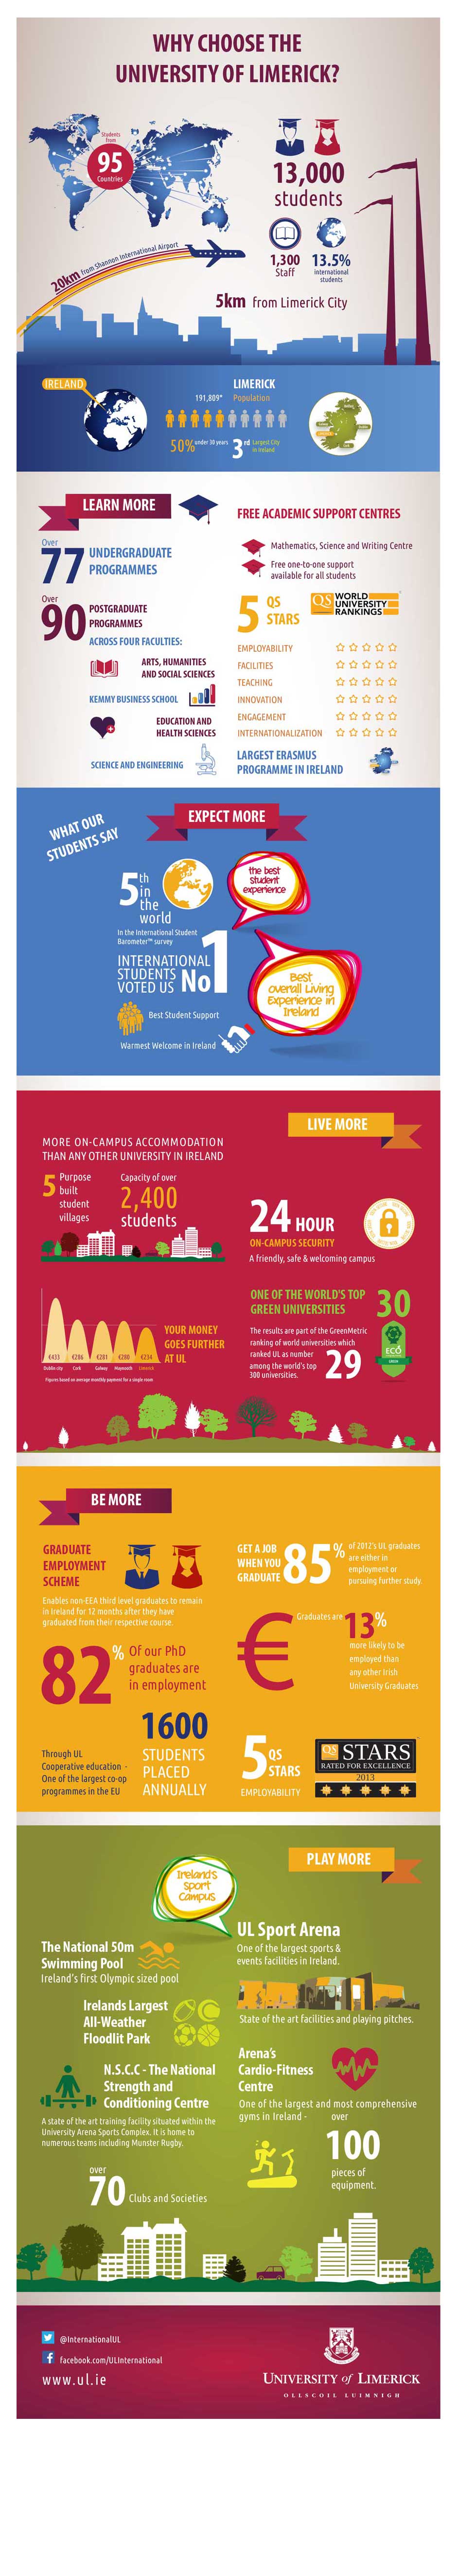 WHY CHOOSE THE
UNIVERSITY OF LIMERICK?
Students
from
95
Countries
13,000
students
1,300
Staff
13.5%
international
students
20km from Shannon International Airport
5km from Limerick City
IRELAND
LIMERICK
191,809* Population
50% under 30 years
3rd Largest City
in Ireland
LEARN MORE
Over
77 UNDERGRADUATE
PROGRAMMES
Over
90 POSTGRADUATE
PROGRAMMES
ACROSS FOUR FACULTIES:
ARTS, HUMANITIES
AND SOCIAL SCIENCES
KEMMY BUSINESS SCHOOL
EDUCATION AND
HEALTH SCIENCES
SCIENCE AND ENGINEERING
FREE ACADEMIC SUPPORT CENTRES
Mathematics, Science and Writing Centre
Free one-to-one support
available for all students
5 QS
STARS
QS WORLD
UNIVERSITY
RANKINGS
EMPLOYABILITY
FACILITIES
TEACHING
INNOVATION
ENGAGEMENT
INTERNATIONALIZATION
LARGEST ERASMUS
PROGRAMME IN IRELAND
WHAT OUR
STUDENTS SAY
EXPECT MORE
5th
in
the
world
In the International Student
Barometer™ survey
the best
student
experience
INTERNATIONAL
STUDENTS
VOTED US No1
Best
overall Living
Experience in
Ireland
Best Student Support
Warmest Welcome in Ireland
LIVE MORE
MORE ON-CAMPUS ACCOMMODATION
THAN ANY OTHER UNIVERSITY IN IRELAND
5 Purpose
built
student
villages
Capacity of over
2,400
students
24 HOUR
ON-CAMPUS SECURITY
A friendly, safe & welcoming campus
€433 €286 €281 €280 €234
Dublin city Cork Galway Maynooth Limerick
Figures based on average monthly payment for a single room
YOUR MONEY
GOES FURTHER
AT UL
ONE OF THE WORLD'S TOP
GREEN UNIVERSITIES
30
The results are part of the GreenMetric
ranking of world universities which
ranked UL as number
among the world's top
300 universities.
29
ECO
BE MORE
GRADUATE
EMPLOYMENT
SCHEME
Enables non-EEA third level graduates to remain
in Ireland for 12 months after they have
graduated from their respective course.
GET A JOB
WHEN YOU
GRADUATE
85% of 2012's UL graduates
are either in
employment or
pursuing further study.
82% Of our PhD
graduates are
in employment
€
Graduates are 13%
more likely to be
employed than
any other Irish
University Graduates
Through UL
Cooperative education -
One of the largest co-op
programmes in the EU
1600
STUDENTS
PLACED
ANNUALLY
5 QS
STARS
EMPLOYABILITY
QS STARS
RATED FOR EXCELLENCE
2013
PLAY MORE
Ireland's
Sport
Campus
The National 50m
Swimming Pool
Ireland's first Olympic sized pool
UL Sport Arena
One of the largest sports &
events facilities in Ireland.
State of the art facilities and playing pitches.
Irelands Largest
All-Weather
Floodlit Park
N.S.C.C - The National
Strength and
Conditioning Centre
A state of the art training facility situated within the
University Arena Sports Complex. It is home to
numerous teams including Munster Rugby.
Arena's
Cardio-Fitness
Centre
One of the largest and most comprehensive
gyms in Ireland - over
100
pieces of
equipment.
over
70 Clubs and Societies
@InternationalUL
facebook.com/ULInternational
www.ul.ie
UNIVERSITY of LIMERICK
OLLSCOIL LUIMNIGH